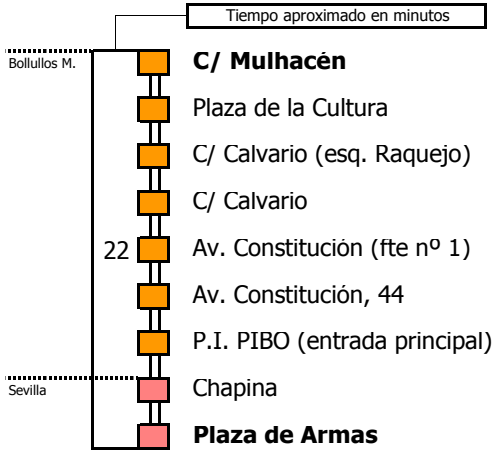 Tiempo aproximado en minutos
Bollullos M.
C/ Mulhacén
Plaza de la Cultura
C/ Calvario (esq. Raquejo)
C/ Calvario
22
Av. Constitución (fte nº 1)
Av. Constitución, 44
P.I. PIBO (entrada principal)
Sevilla
Chapina
Plaza de Armas